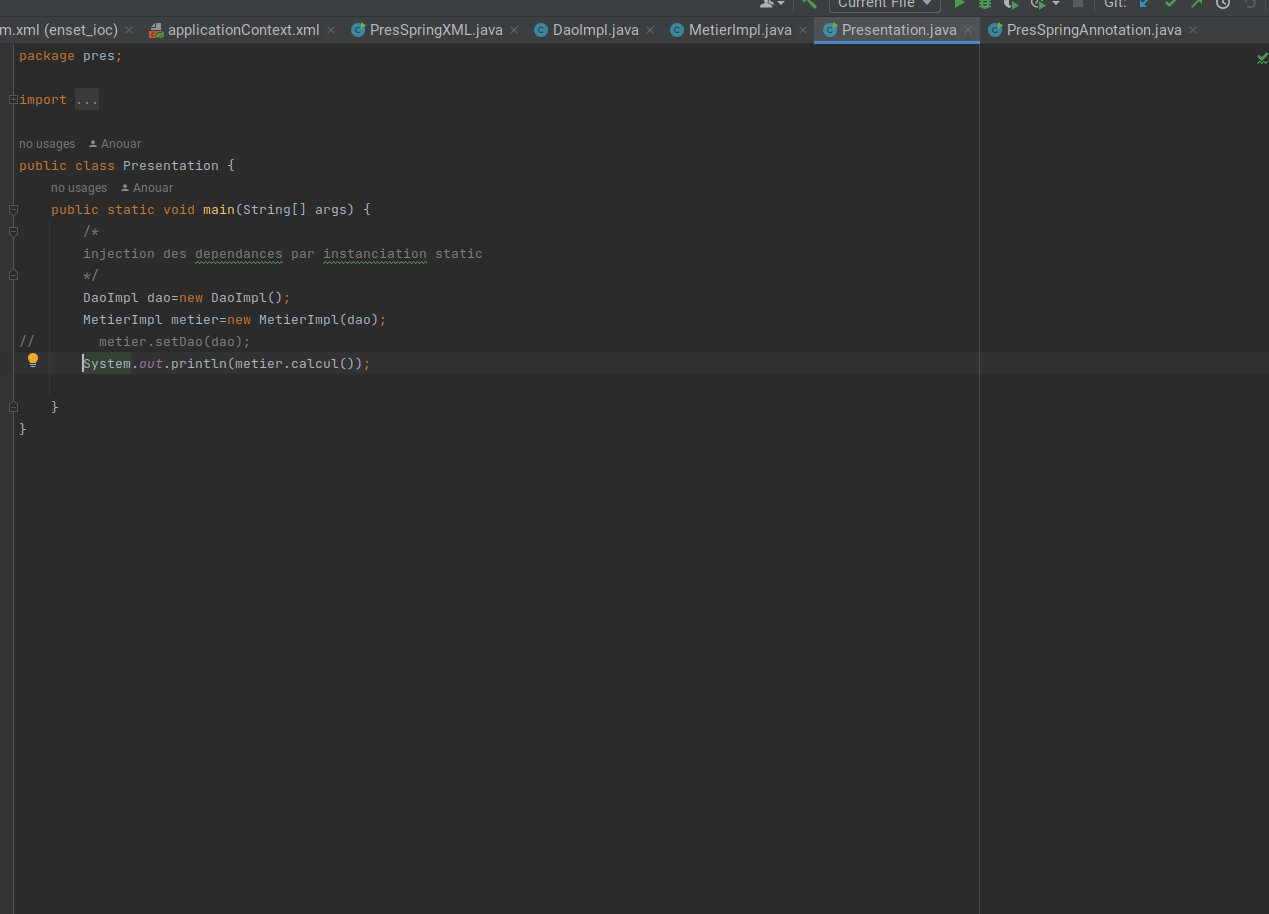 Current File Git:
m.xml (enset_ioc) applicationContext.xml PresSpringXML.java DaoImpl.java MetierImpl.java Presentation.java PresSpringAnnotation.java
package pres;
import ...
no usages Anouar
public class Presentation {
no usages Anouar
public static void main(String[] args) {
/*
injection des dependances par instanciation static
*/
DaoImpl dao=new DaoImpl();
MetierImpl metier=new MetierImpl(dao);
// metier.setDao(dao);
System.out.println(metier.calcul());
}
}